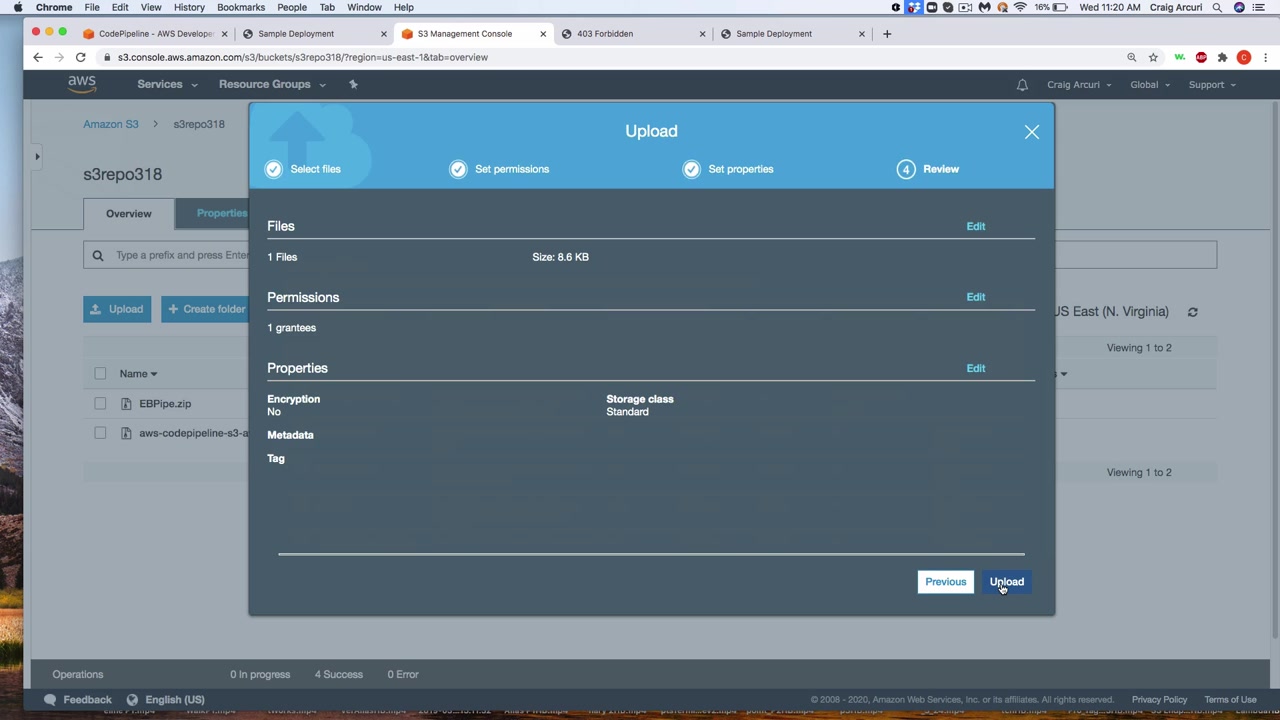 Chrome File Edit View History Bookmarks People Tab Window Help 16% Wed 11:20 AM Craig Arcuri
CodePipeline - AWS Develope Sample Deployment S3 Management Console 403 Forbidden Sample Deployment
s3.console.aws.amazon.com/s3/buckets/s3repo318/?region=us-east-1&tab=overview
aws Services Resource Groups Craig Arcuri Global Support
Amazon S3 s3repo318
Upload
Select files Set permissions Set properties 4 Review
s3repo318
Overview Properties
Files Edit
Type a prefix and press Enter
1 Files Size: 8.6 KB
Permissions Edit
Upload Create folder US East (N. Virginia)
1 grantees
Viewing 1 to 2
Properties Edit
Name
Encryption Storage class
EBPipe.zip
No Standard
aws-codepipeline-s3-a
Metadata
Tag
Viewing 1 to 2
Previous Upload
Operations 0 In progress 4 Success 0 Error
Feedback English (US) © 2008 - 2020, Amazon Web Services, Inc. or its affiliates. All rights reserved. Privacy Policy Terms of Use